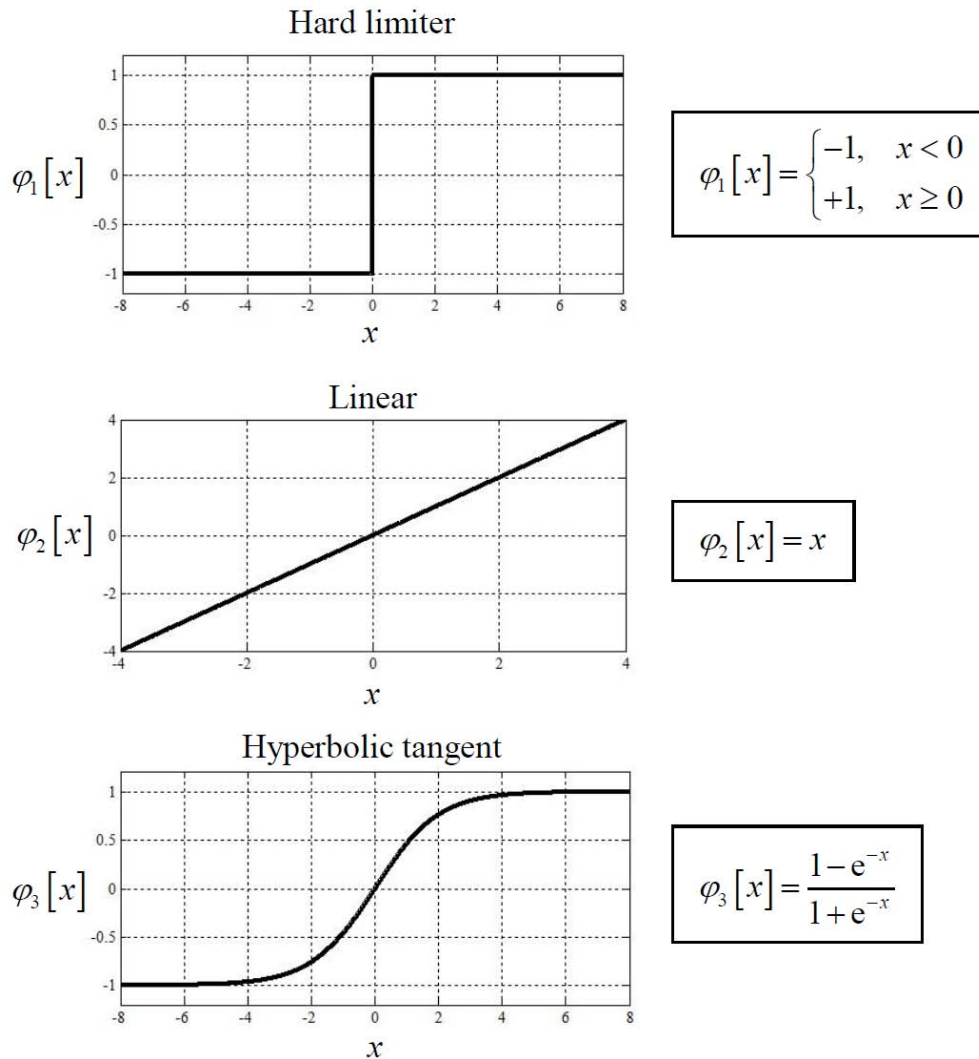 Hard limiter
1
0.5
0
-0.5
-1
φ₁[x]
-8 -6 -4 -2 0 2 4 6 8
x
φ₁[x] = { −1, x < 0
+1, x ≥ 0
Linear
4
2
0
-2
-4
φ₂[x]
-4 -2 0 2 4
x
φ₂[x] = x
Hyperbolic tangent
1
0.5
0
-0.5
-1
φ₃[x]
-8 -6 -4 -2 0 2 4 6 8
x
φ₃[x] = (1 − e⁻ˣ)/(1 + e⁻ˣ)